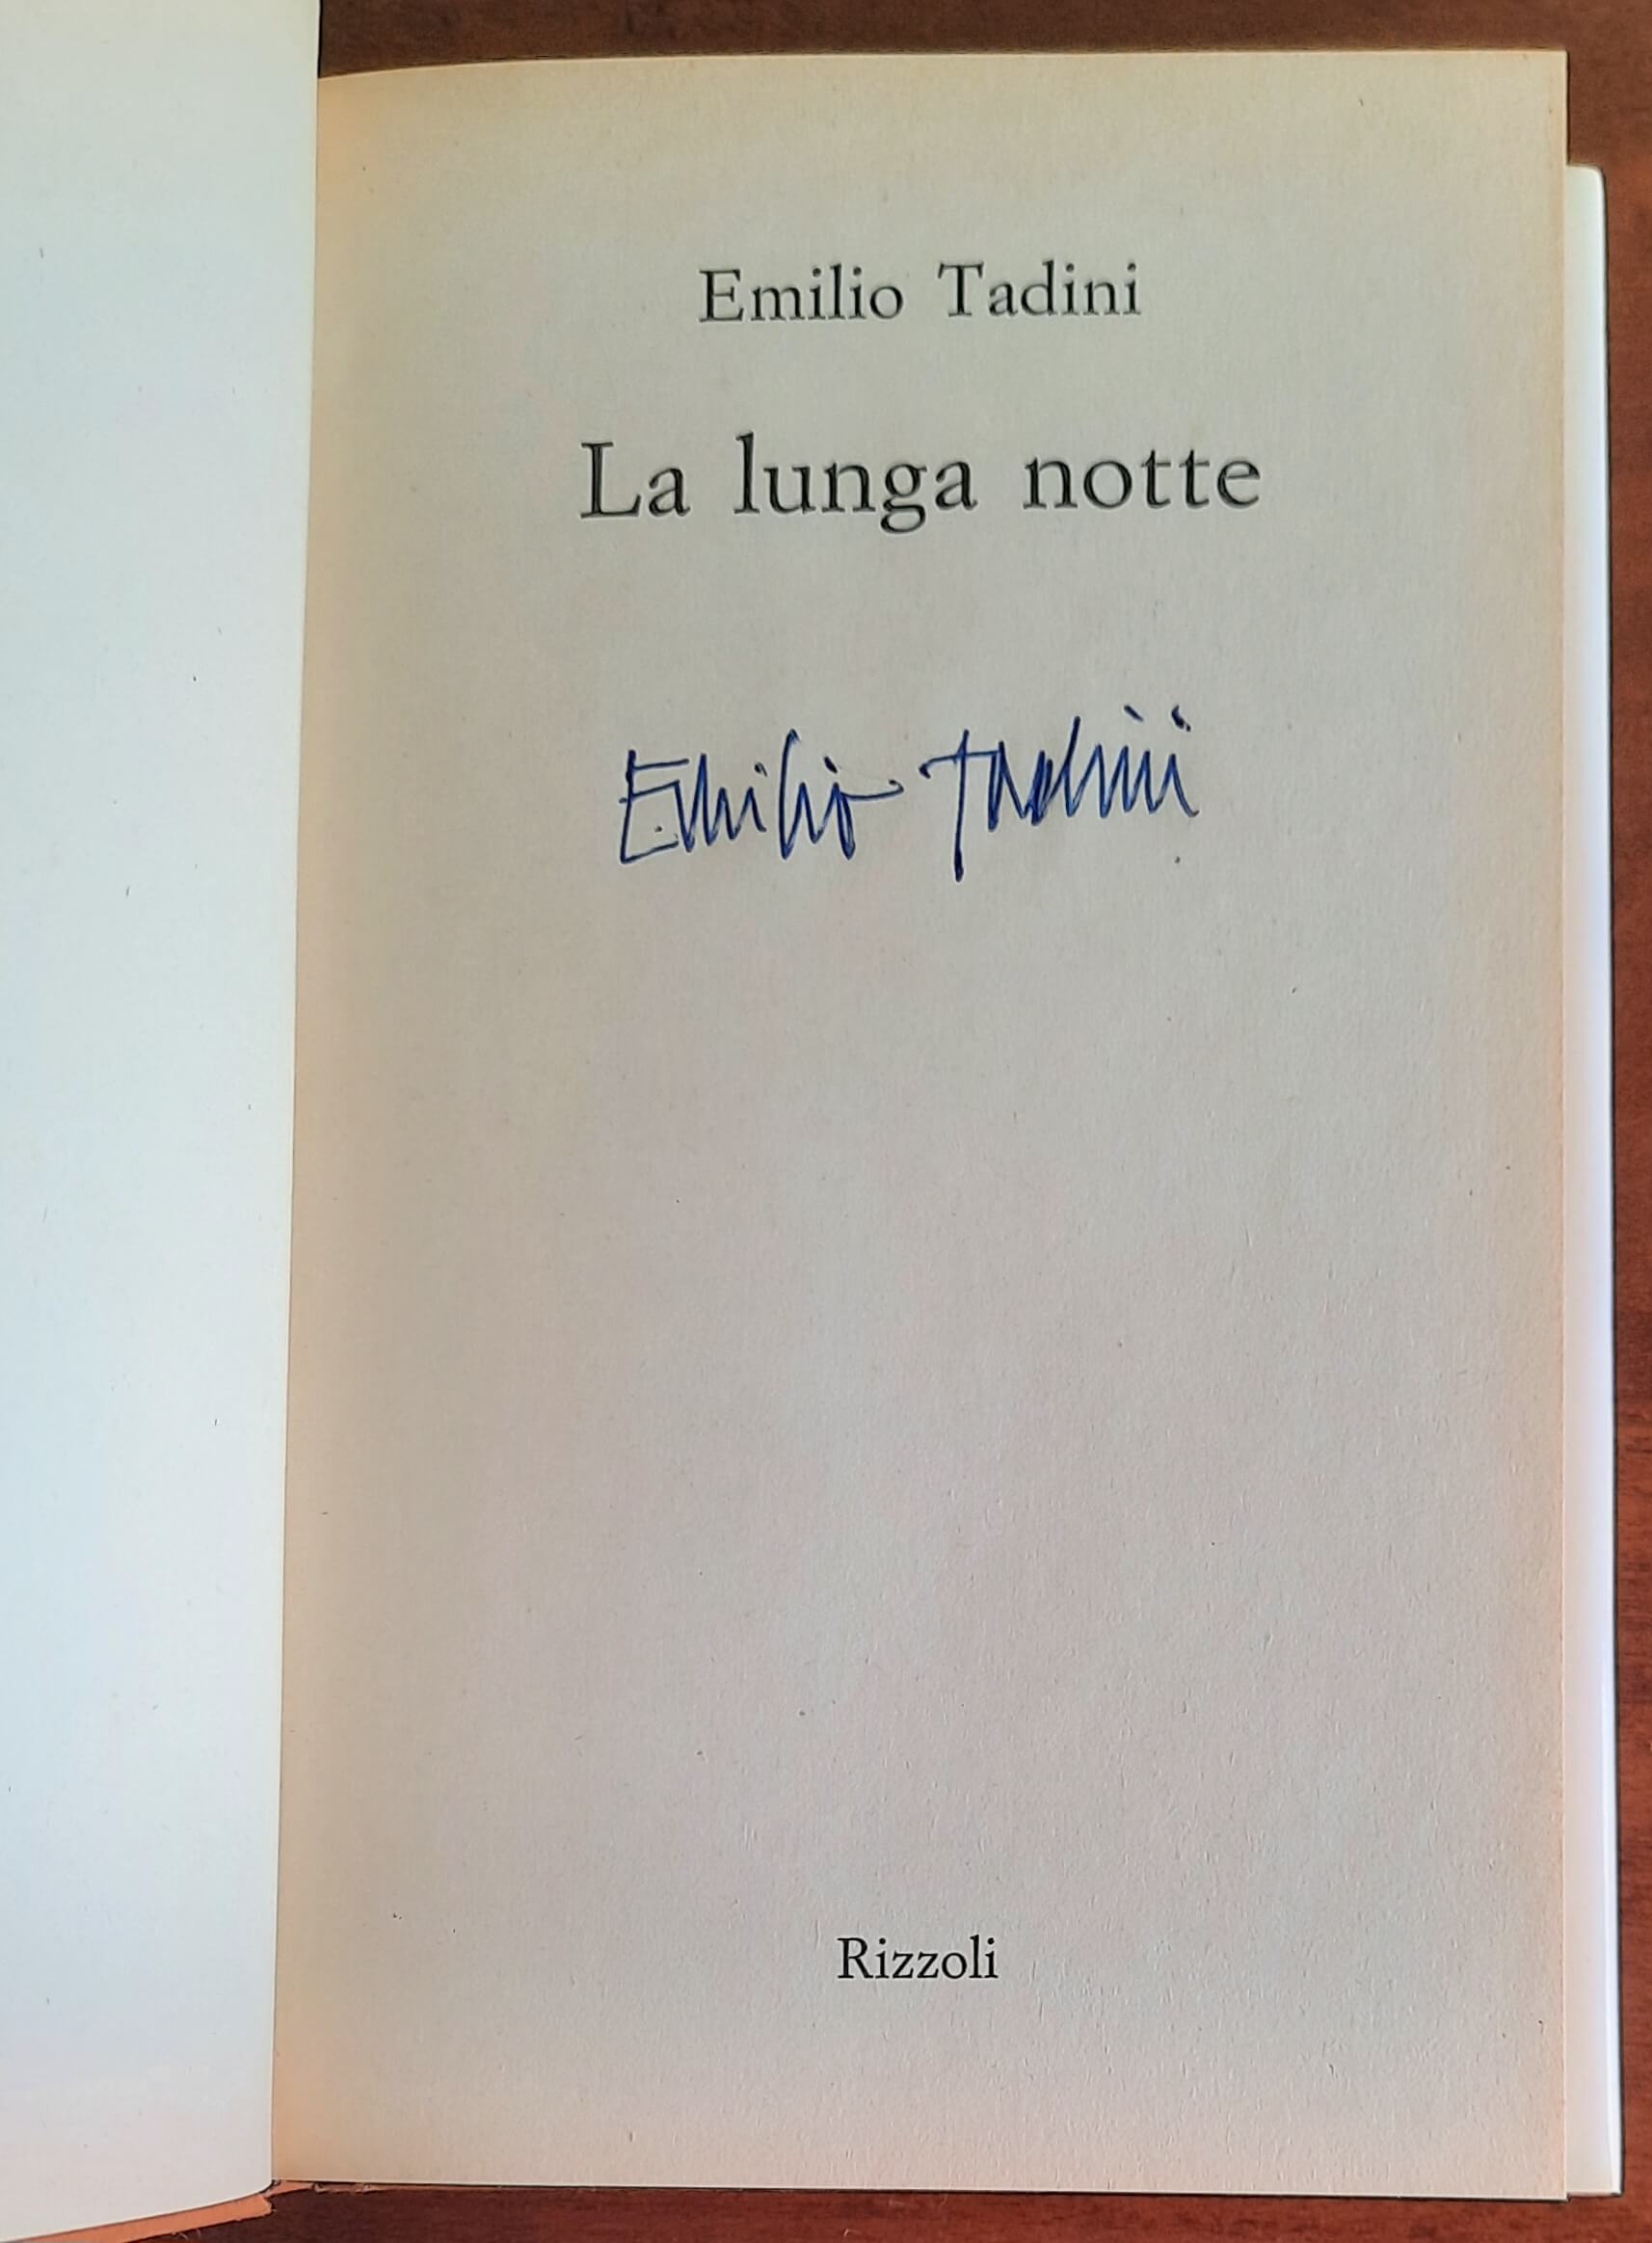 Emilio Tadini
La lunga notte
Emilio Tadini
Rizzoli